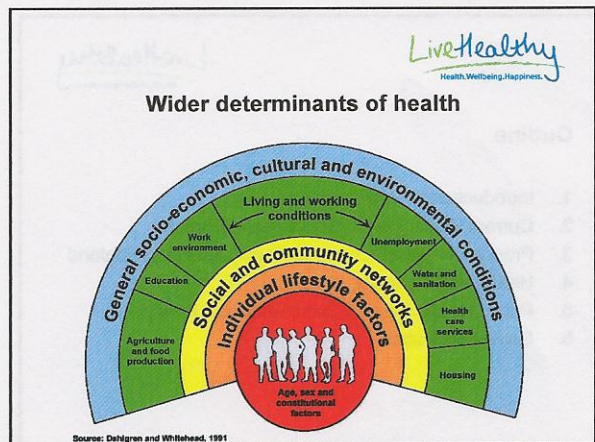 LiveHealthy
Health.Wellbeing.Happiness.
Wider determinants of health
General socio-economic, cultural and environmental conditions
Living and working
conditions
Work
environment
Education
Agriculture
and food
production
Unemployment
Water and
sanitation
Health
care
services
Housing
Social and community networks
Individual lifestyle factors
Age, sex and
constitutional
factors
Source: Dahlgren and Whitehead, 1991